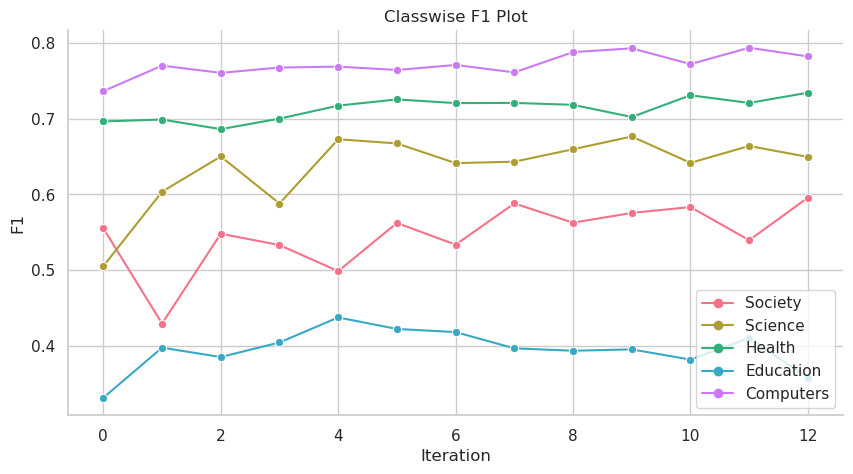 Classwise F1 Plot
0.8
0.7
0.6
0.5
0.4
F1
0 2 4 6 8 10 12
Iteration
Society
Science
Health
Education
Computers